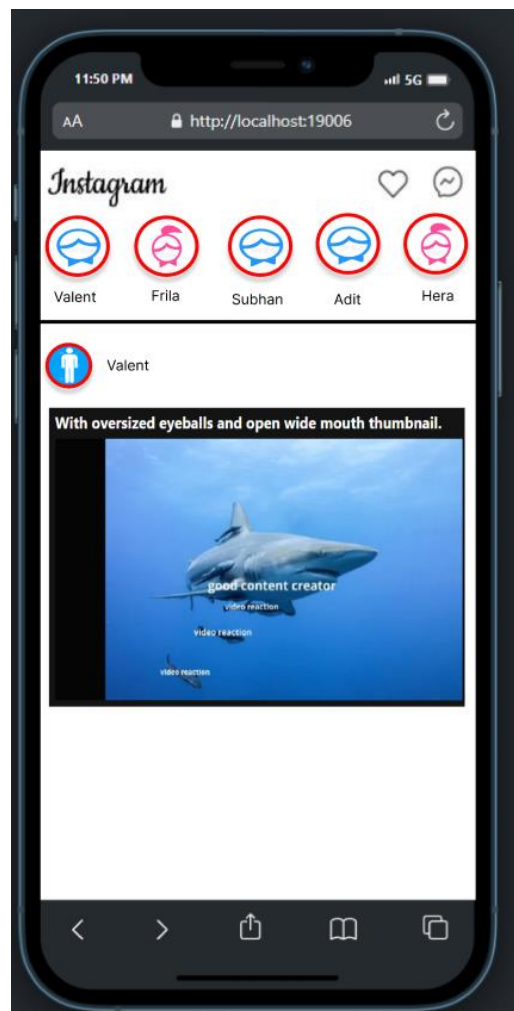 11:50 PM 5G
AA http://localhost:19006
Instagram
Valent Frila Subhan Adit Hera
Valent
With oversized eyeballs and open wide mouth thumbnail.
good content creator
video reaction
video reaction
video reaction